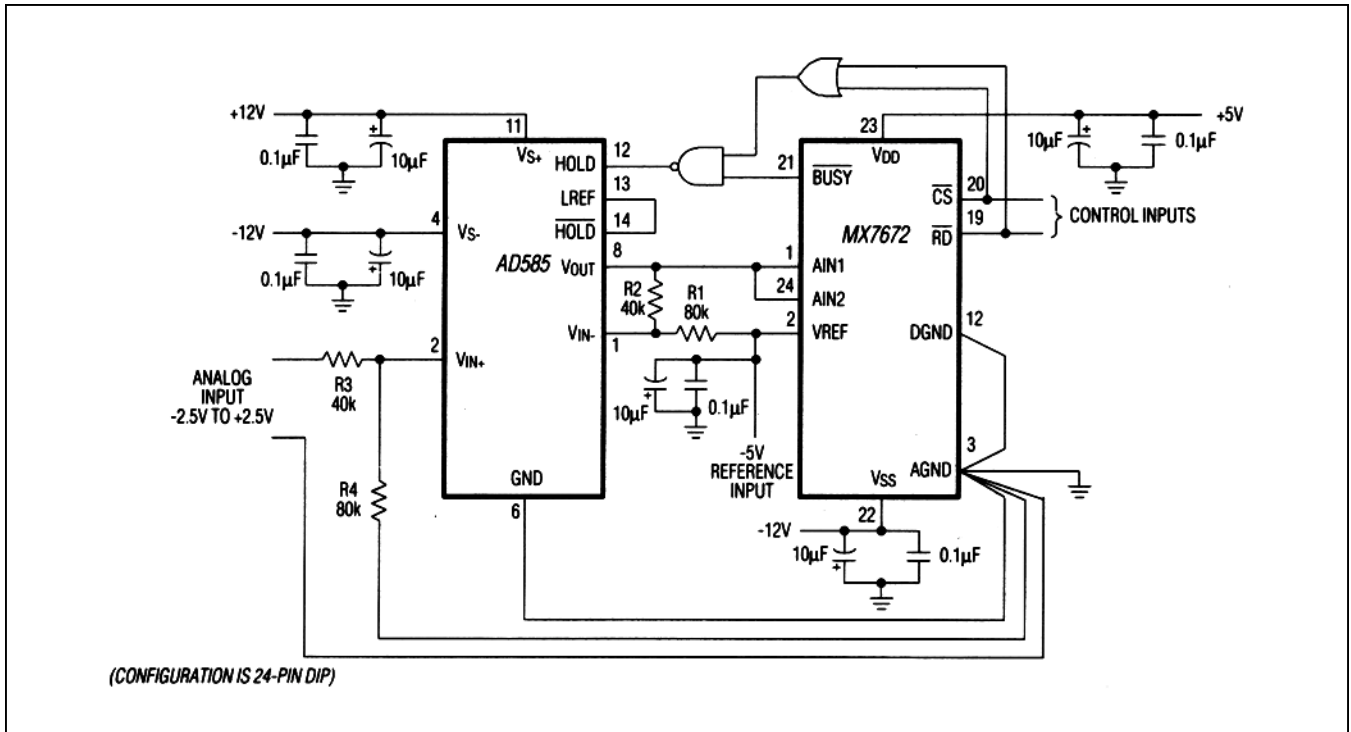 +12V
0.1µF
+
10µF
11
VS+
HOLD
12
LREF
13
HOLD
14
-12V
4
VS-
0.1µF
+
10µF
AD585
VOUT
8
R2
40k
R1
80k
VIN-
1
2
VIN+
ANALOG
INPUT
-2.5V TO +2.5V
R3
40k
R4
80k
GND
6
10µF
+
0.1µF
-5V
REFERENCE
INPUT
23
VDD
21
BUSY
MX7672
CS
20
RD
19
CONTROL INPUTS
+5V
10µF
+
0.1µF
1
AIN1
24
AIN2
2
VREF
DGND
12
AGND
3
VSS
22
-12V
10µF
+
0.1µF
(CONFIGURATION IS 24-PIN DIP)